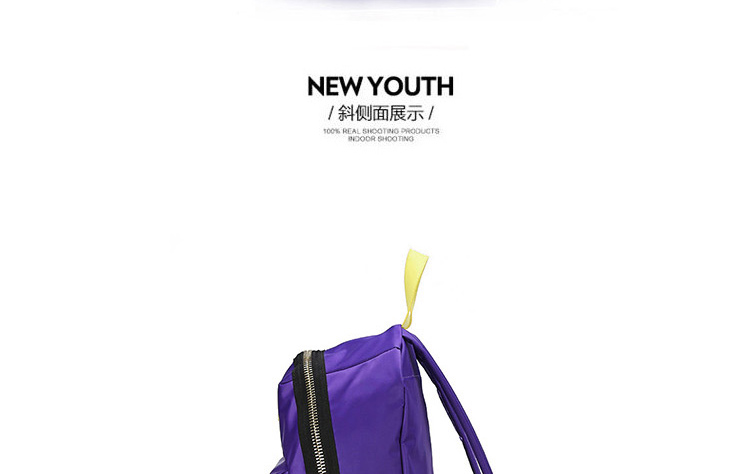 NEW YOUTH
/ 斜侧面展示 /
100% REAL SHOOTING PRODUCTS
INDOOR SHOOTING